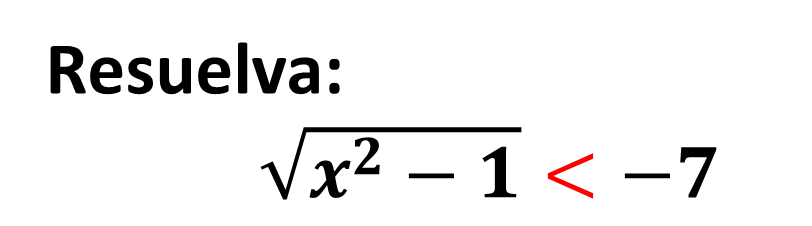 Resuelva:
√(x² − 1) < −7